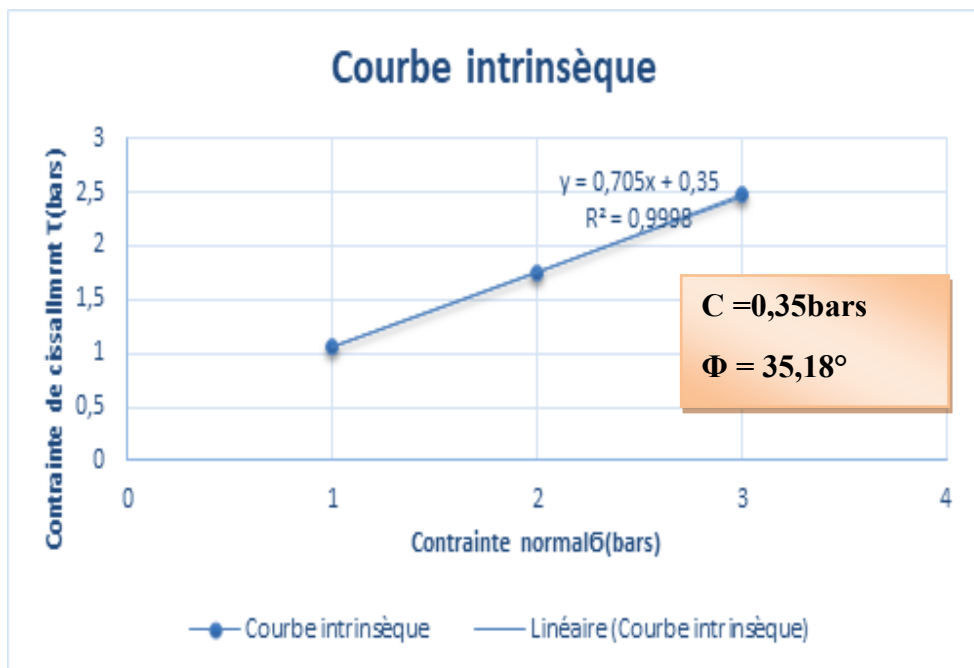 Courbe intrinsèque
Contrainte de cissallmrnt τ(bars)
3
2,5
2
1,5
1
0,5
0
y = 0,705x + 0,35
R² = 0,9998
C =0,35bars
Φ = 35,18°
0 1 2 3 4
Contrainte normalϬ(bars)
Courbe intrinsèque Linéaire (Courbe intrinsèque)